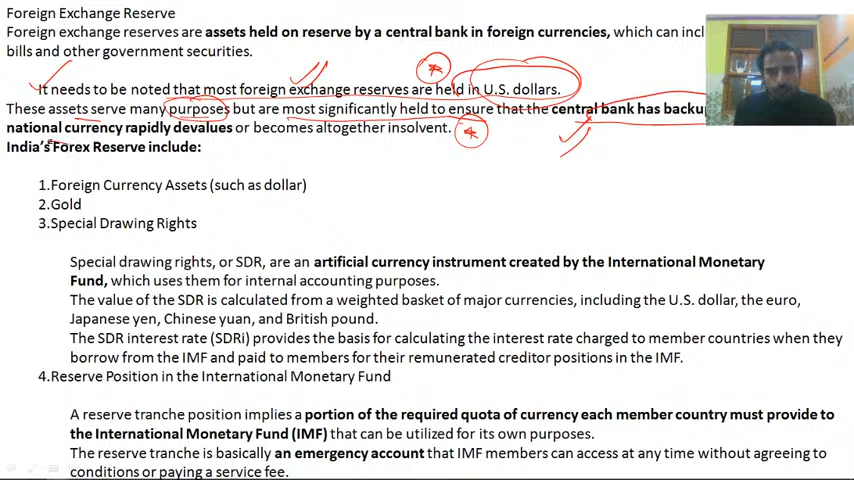 Foreign Exchange Reserve
Foreign exchange reserves are assets held on reserve by a central bank in foreign currencies, which can
bills and other government securities.
It needs to be noted that most foreign exchange reserves are held in U.S. dollars.
These assets serve many purposes but are most significantly held to ensure that the central bank has
national currency rapidly devalues or becomes altogether insolvent.
India's Forex Reserve include:
1.Foreign Currency Assets (such as dollar)
2.Gold
3.Special Drawing Rights
Special drawing rights, or SDR, are an artificial currency instrument created by the International Monetary
Fund, which uses them for internal accounting purposes.
The value of the SDR is calculated from a weighted basket of major currencies, including the U.S. dollar, the euro,
Japanese yen, Chinese yuan, and British pound.
The SDR interest rate (SDRi) provides the basis for calculating the interest rate charged to member countries when they
borrow from the IMF and paid to members for their remunerated creditor positions in the IMF.
4.Reserve Position in the International Monetary Fund
A reserve tranche position implies a portion of the required quota of currency each member country must provide to
the International Monetary Fund (IMF) that can be utilized for its own purposes.
The reserve tranche is basically an emergency account that IMF members can access at any time without agreeing to
conditions or paying a service fee.